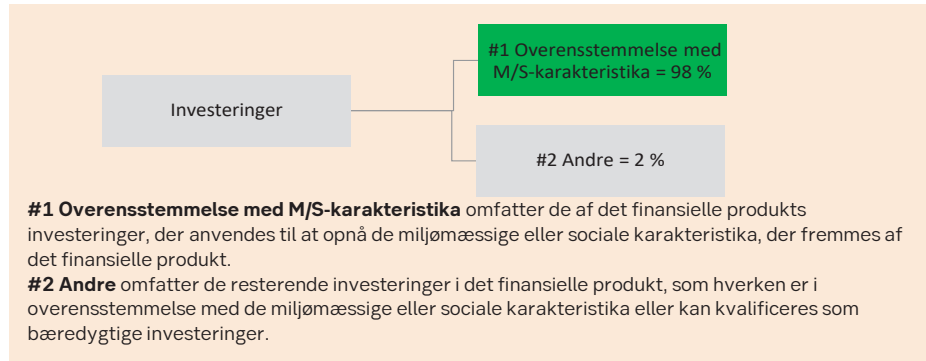 #1 Overensstemmelse med
M/S-karakteristika = 98 %
Investeringer
#2 Andre = 2 %
#1 Overensstemmelse med M/S-karakteristika omfatter de af det finansielle produkts
investeringer, der anvendes til at opnå de miljømæssige eller sociale karakteristika, der fremmes af
det finansielle produkt.
#2 Andre omfatter de resterende investeringer i det finansielle produkt, som hverken er i
overensstemmelse med de miljømæssige eller sociale karakteristika eller kan kvalificeres som
bæredygtige investeringer.